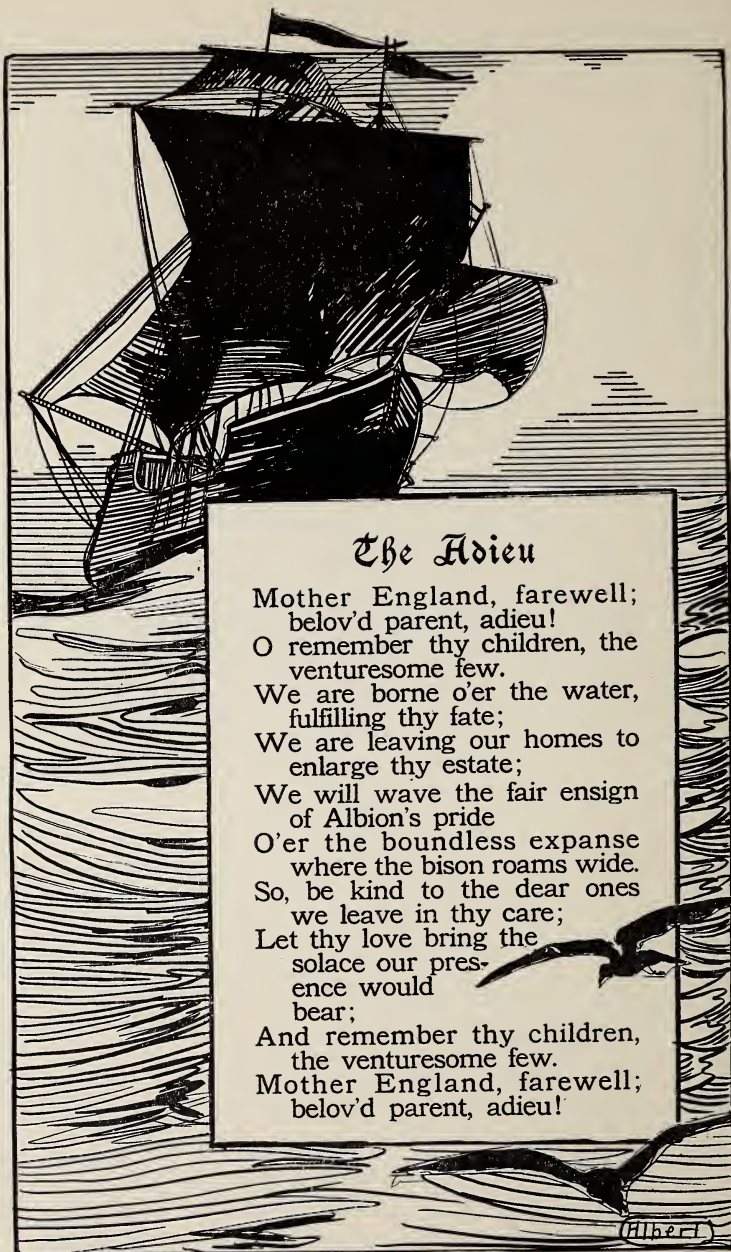 The Adieu
Mother England, farewell;
belov'd parent, adieu!
O remember thy children, the
venturesome few.
We are borne o'er the water,
fulfilling thy fate;
We are leaving our homes to
enlarge thy estate;
We will wave the fair ensign
of Albion's pride
O'er the boundless expanse
where the bison roams wide.
So, be kind to the dear ones
we leave in thy care;
Let thy love bring the
solace our pres-
ence would
bear;
And remember thy children,
the venturesome few.
Mother England, farewell;
belov'd parent, adieu!
Albert